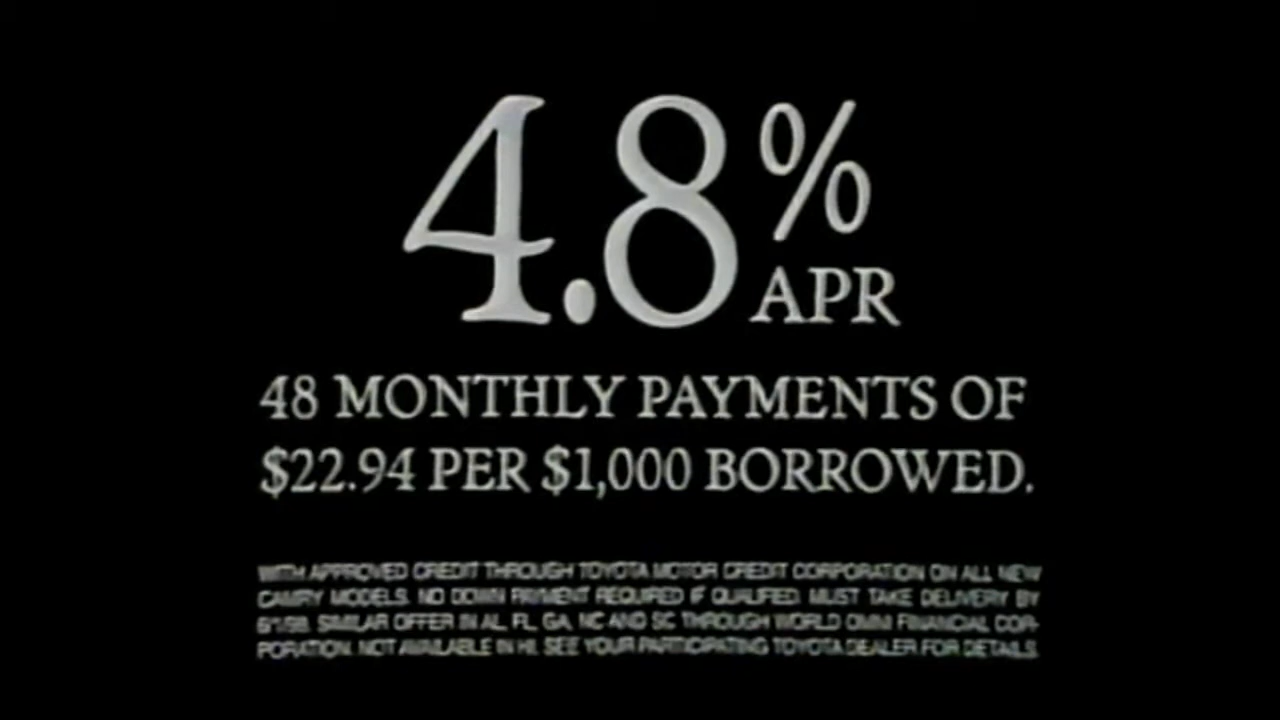 4.8%
APR
48 MONTHLY PAYMENTS OF
$22.94 PER $1,000 BORROWED.
WITH APPROVED CREDIT THROUGH TOYOTA MOTOR CREDIT CORPORATION ON ALL NEW
CAMRY MODELS. NO DOWN PAYMENT REQUIRED IF QUALIFIED. MUST TAKE DELIVERY BY
SIMILAR OFFER IN AL, FL, GA, NC AND SC THROUGH WORLD OMNI FINANCIAL COR-
PORATION. NOT AVAILABLE IN HI. SEE YOUR PARTICIPATING TOYOTA DEALER FOR DETAILS.